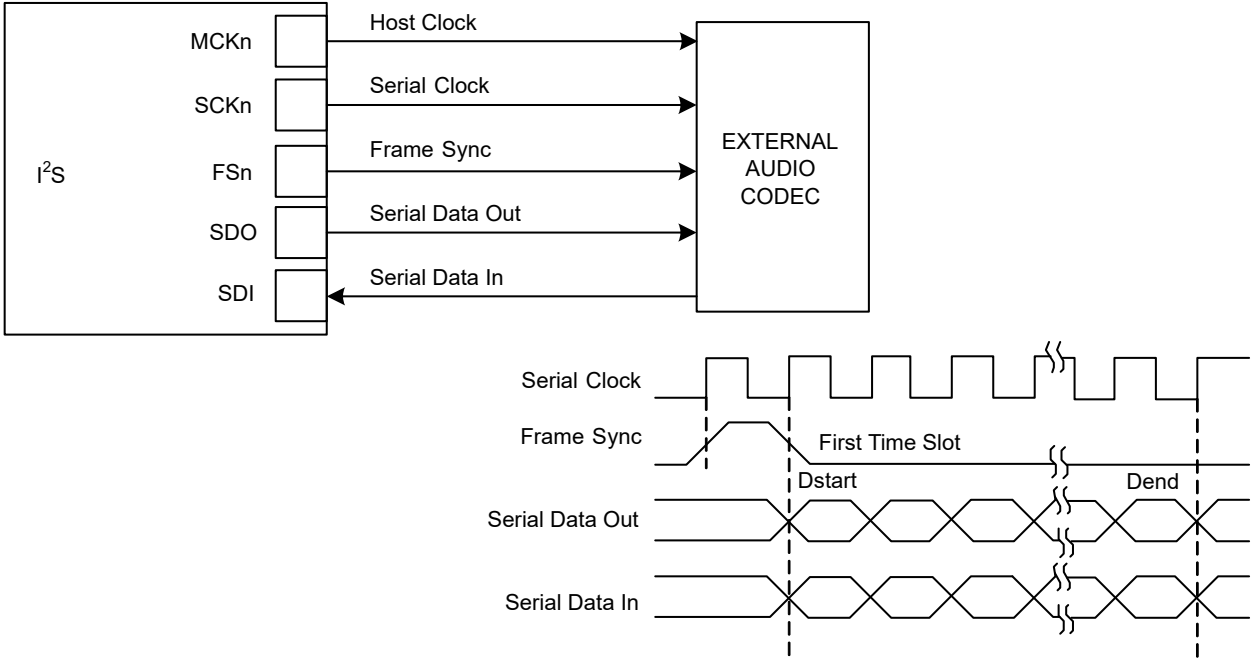 MCKn
Host Clock
SCKn
Serial Clock
I²S
FSn
Frame Sync
EXTERNAL
AUDIO
CODEC
SDO
Serial Data Out
SDI
Serial Data In
Serial Clock
Frame Sync
First Time Slot
Dstart
Dend
Serial Data Out
Serial Data In